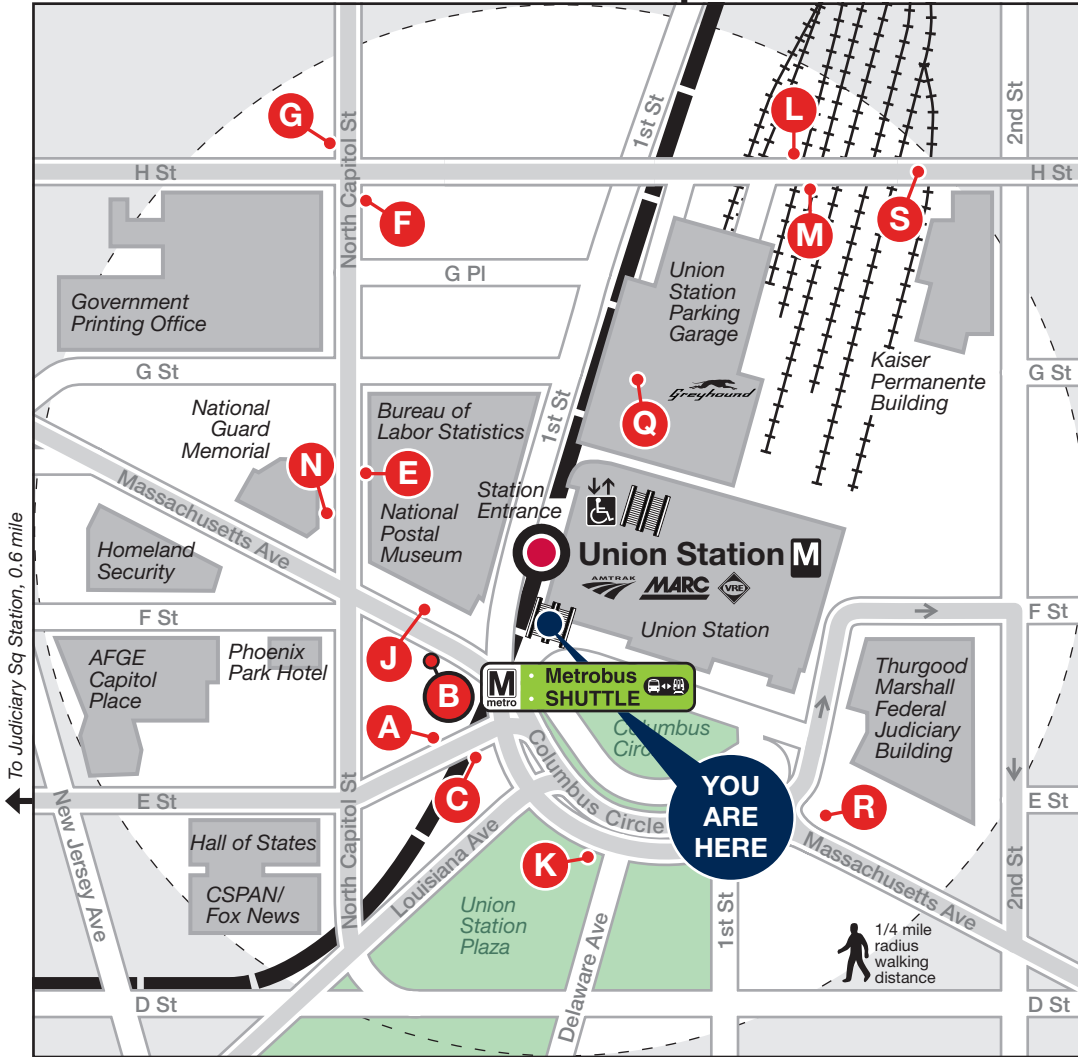 1st St
2nd St
G
L
H St
North Capitol St
H St
F
M
S
G Pl
Government
Printing Office
Union
Station
Parking
Garage
Greyhound
Kaiser
Permanente
Building
G St
G St
National
Guard
Memorial
Bureau of
Labor Statistics
1st St
Q
N
E
Station
Entrance
National
Postal
Museum
Massachusetts Ave
Homeland
Security
Union Station M
AMTRAK
MARC
VRE
Union Station
F St
F St
To Judiciary Sq Station, 0.6 mile
AFGE
Capitol
Place
Phoenix
Park Hotel
J
B
M
metro
Metrobus
SHUTTLE
Thurgood
Marshall
Federal
Judiciary
Building
A
Columbus
Circ
C
Columbus Circle
YOU
ARE
HERE
R
E St
E St
New Jersey Ave
Hall of States
CSPAN/
Fox News
North Capitol St
Louisiana Ave
K
Massachusetts Ave
2nd St
Union
Station
Plaza
Delaware Ave
1st St
1/4 mile
radius
walking
distance
D St
D St